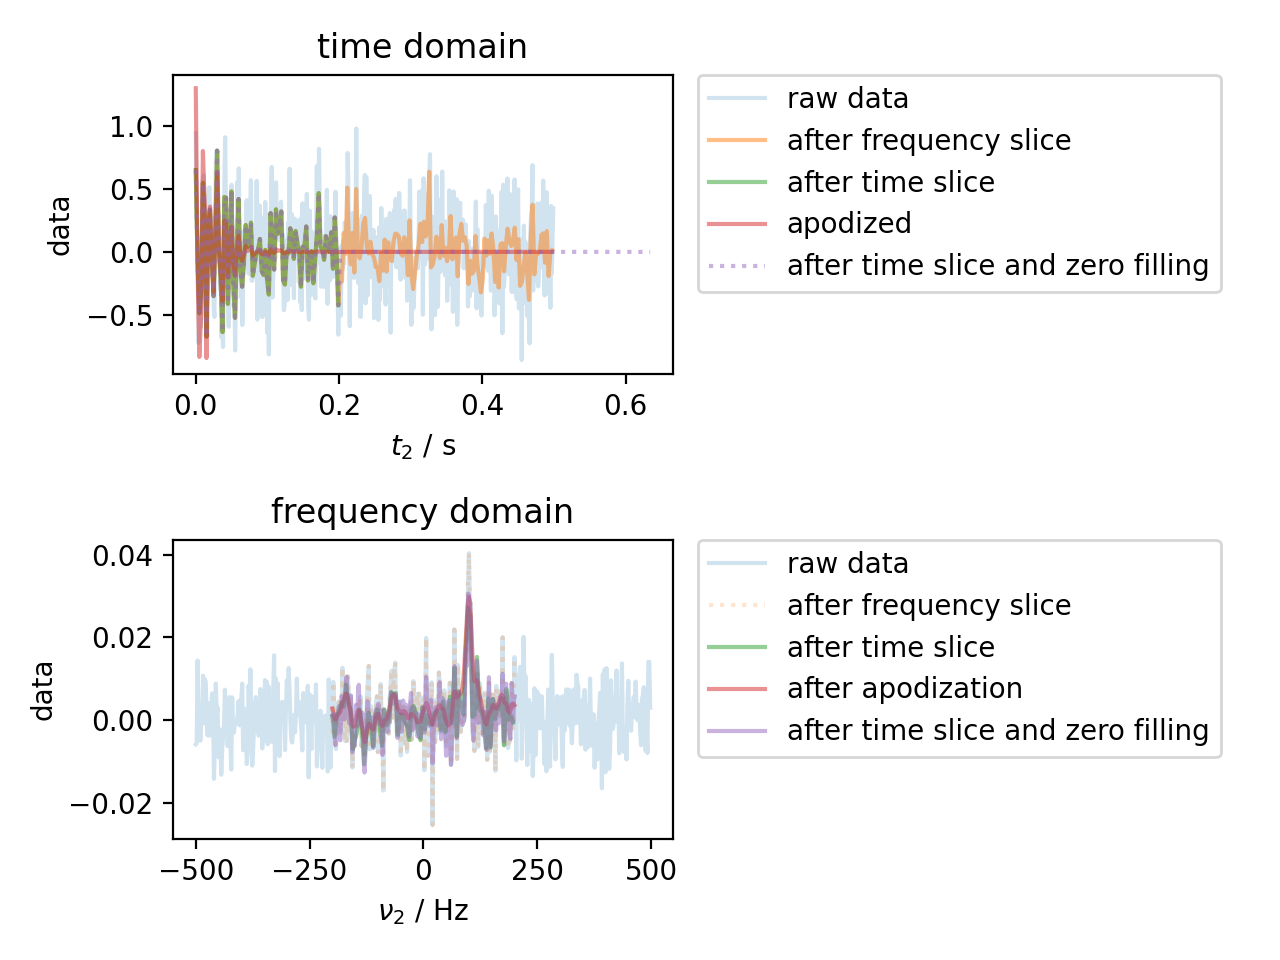 time domain
data
1.0
0.5
0.0
−0.5
0.0
0.2
0.4
0.6
t₂ / s
raw data
after frequency slice
after time slice
apodized
after time slice and zero filling
frequency domain
data
0.04
0.02
0.00
−0.02
−500
−250
0
250
500
ν₂ / Hz
raw data
after frequency slice
after time slice
after apodization
after time slice and zero filling